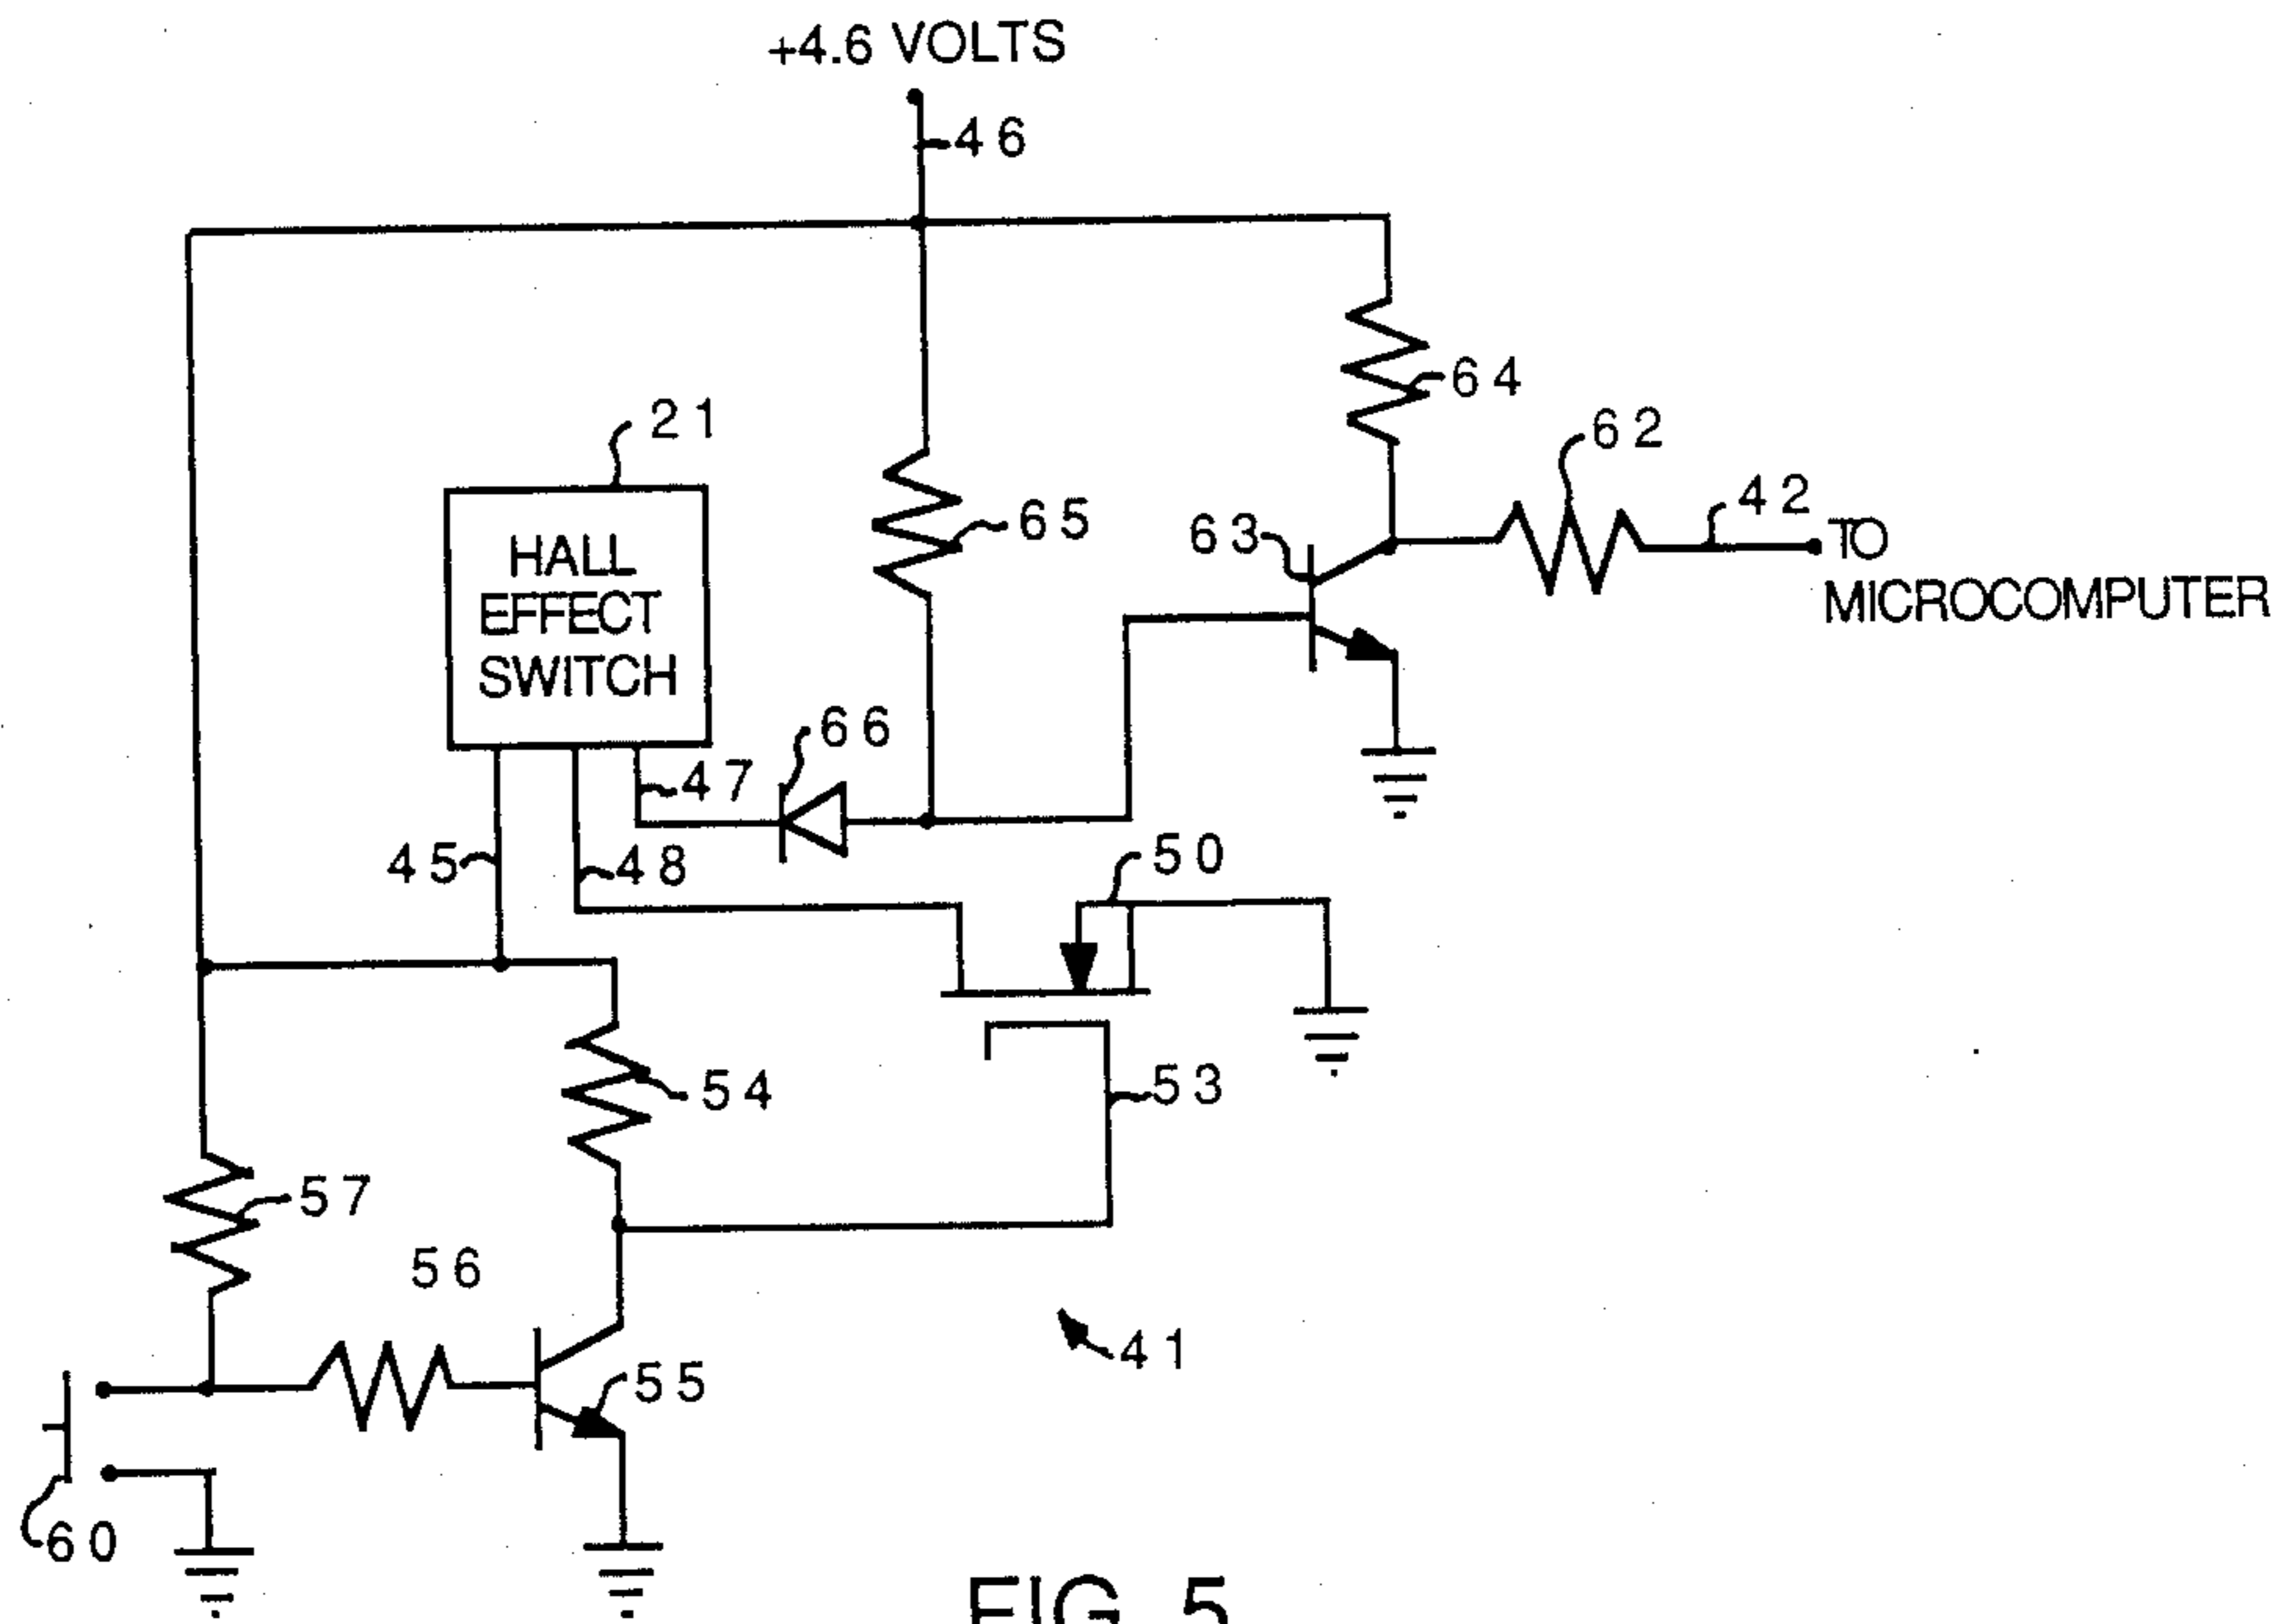 +4.6 VOLTS
46
21
64
62
42
65
63
TO
MICROCOMPUTER
HALL
EFFECT
SWITCH
66
47
45
48
50
54
53
57
56
41
55
60
FIG. 5